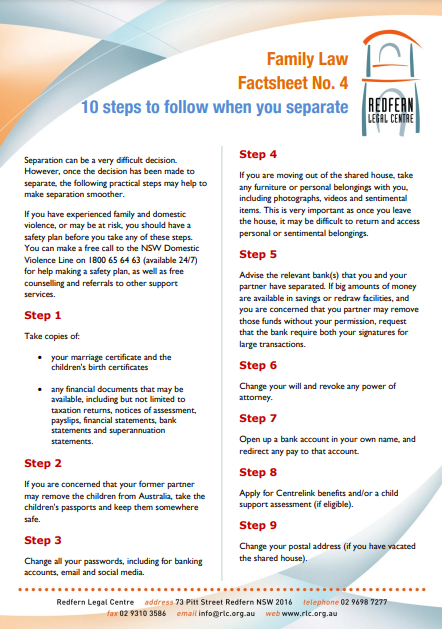 Family Law
Factsheet No. 4
10 steps to follow when you separate
REDFERN
LEGAL CENTRE
Separation can be a very difficult decision.
However, once the decision has been made to
separate, the following practical steps may help to
make separation smoother.
If you have experienced family and domestic
violence, or may be at risk, you should have a
safety plan before you take any of these steps.
You can make a free call to the NSW Domestic
Violence Line on 1800 65 64 63 (available 24/7)
for help making a safety plan, as well as free
counselling and referrals to other support
services.
Step 1
Take copies of:
• your marriage certificate and the
children's birth certificates
• any financial documents that may be
available, including but not limited to
taxation returns, notices of assessment,
payslips, financial statements, bank
statements and superannuation
statements.
Step 2
If you are concerned that your former partner
may remove the children from Australia, take the
children's passports and keep them somewhere
safe.
Step 3
Change all your passwords, including for banking
accounts, email and social media.
Step 4
If you are moving out of the shared house, take
any furniture or personal belongings with you,
including photographs, videos and sentimental
items. This is very important as once you leave
the house, it may be difficult to return and access
personal or sentimental belongings.
Step 5
Advise the relevant bank(s) that you and your
partner have separated. If big amounts of money
are available in savings or redraw facilities, and
you are concerned that you partner may remove
those funds without your permission, request
that the bank require both your signatures for
large transactions.
Step 6
Change your will and revoke any power of
attorney.
Step 7
Open up a bank account in your own name, and
redirect any pay to that account.
Step 8
Apply for Centrelink benefits and/or a child
support assessment (if eligible).
Step 9
Change your postal address (if you have vacated
the shared house).
Redfern Legal Centre address 73 Pitt Street Redfern NSW 2016 telephone 02 9698 7277
fax 02 9310 3586 email info@rlc.org.au web www.rlc.org.au